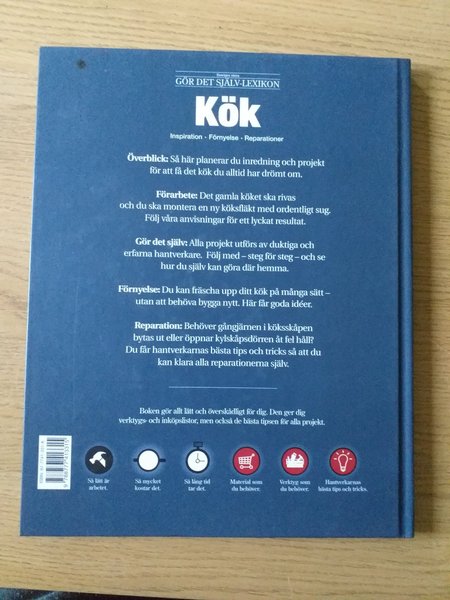 Sveriges stora
GÖR DET SJÄLV-LEXIKON
Kök
Inspiration · Förnyelse · Reparationer
Överblick: Så här planerar du inredning och projekt
för att få det kök du alltid har drömt om.
Förarbete: Det gamla köket ska rivas
och du ska montera en ny köksfläkt med ordentligt sug.
Följ våra anvisningar för ett lyckat resultat.
Gör det själv: Alla projekt utförs av duktiga och
erfarna hantverkare. Följ med – steg för steg – och se
hur du själv kan göra där hemma.
Förnyelse: Du kan fräscha upp ditt kök på många sätt –
utan att behöva bygga nytt. Här får goda idéer.
Reparation: Behöver gångjärnen i köksskåpen
bytas ut eller öppnar kylskåpsdörren åt fel håll?
Du får hantverkarnas bästa tips och tricks så att du
kan klara alla reparationerna själv.
Boken gör allt lätt och överskådligt för dig. Den ger dig
verktygs- och inköpslistor, men också de bästa tipsen för alla projekt.
Så lätt är
arbetet.
Så mycket
kostar det.
Så lång tid
tar det.
Material som
du behöver.
Verktyg som
du behöver.
Hantverkarnas
bästa tips och tricks.